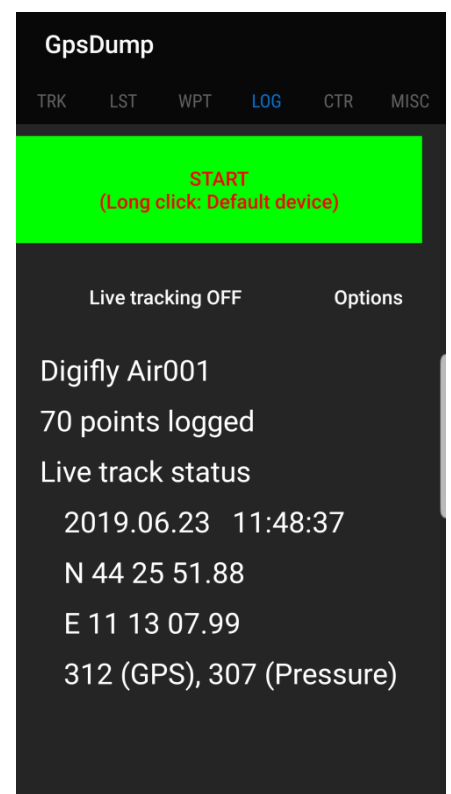 GpsDump
TRK LST WPT LOG CTR MISC
START
(Long click: Default device)
Live tracking OFF Options
Digifly Air001
70 points logged
Live track status
2019.06.23 11:48:37
N 44 25 51.88
E 11 13 07.99
312 (GPS), 307 (Pressure)